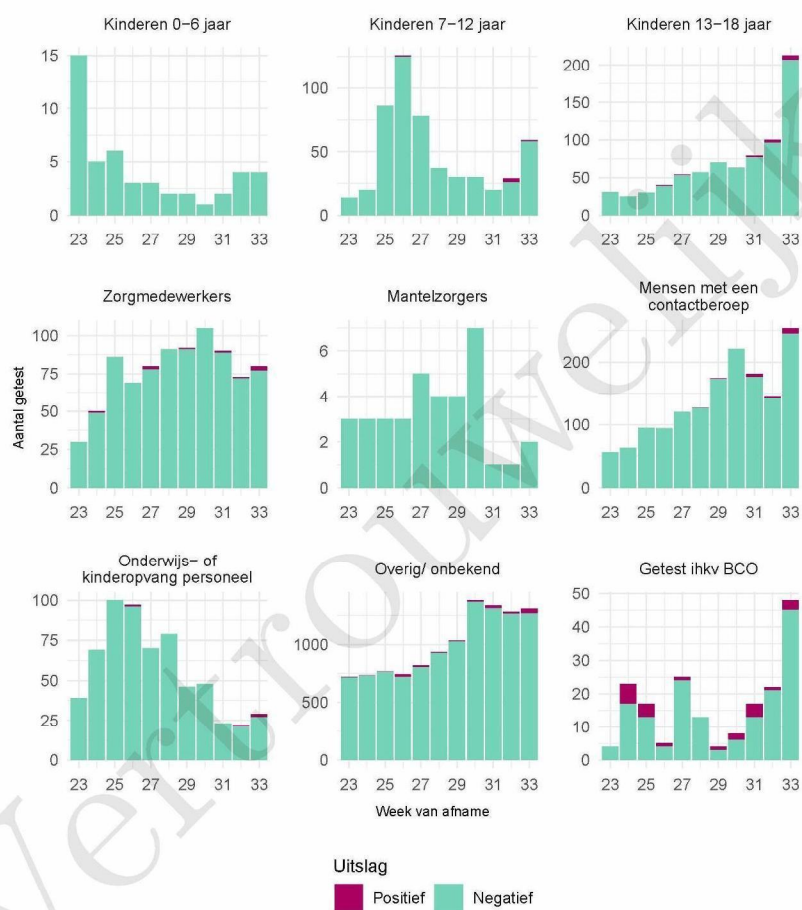 Kinderen 0−6 jaar
15
10
5
0
23 25 27 29 31 33
Kinderen 7−12 jaar
100
50
0
23 25 27 29 31 33
Kinderen 13−18 jaar
200
150
100
50
0
23 25 27 29 31 33
Aantal getest
Zorgmedewerkers
100
75
50
25
0
23 25 27 29 31 33
Mantelzorgers
6
4
2
0
23 25 27 29 31 33
Mensen met een
contactberoep
200
100
0
23 25 27 29 31 33
Onderwijs− of
kinderopvang personeel
100
75
50
25
0
23 25 27 29 31 33
Overig/ onbekend
1000
500
0
23 25 27 29 31 33
Getest ihkv BCO
50
40
30
20
10
0
23 25 27 29 31 33
Week van afname
Uitslag
Positief Negatief
Vertrouwelijk